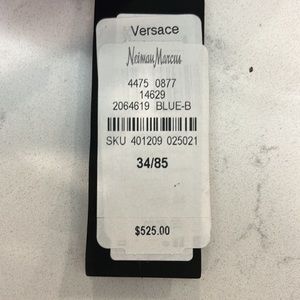 Versace
Neiman Marcus
4475 0877
14629
2064619 BLUE-B
SKU 401209 025021
34/85
$525.00